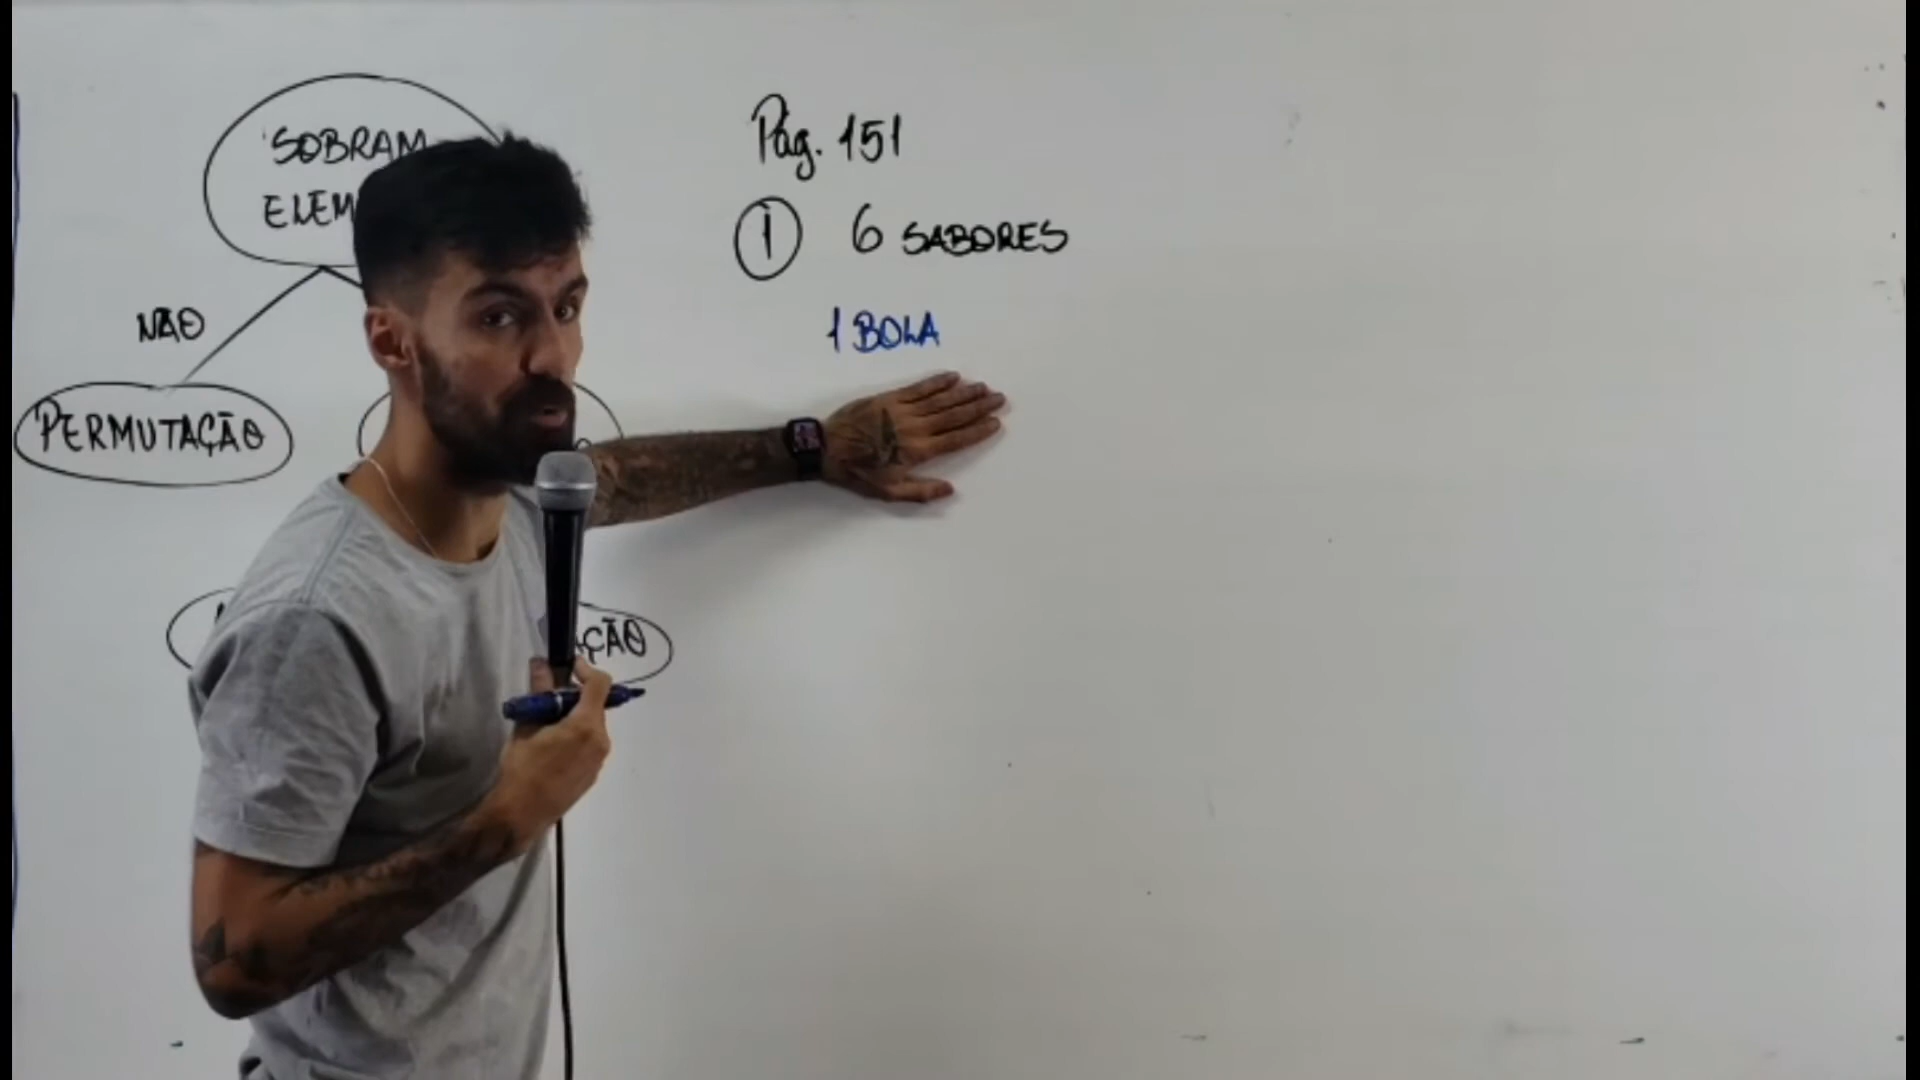 SOBRAM
NÃO
PERMUTAÇÃO
Pág. 151
1 6 SABORES
1 BOLA